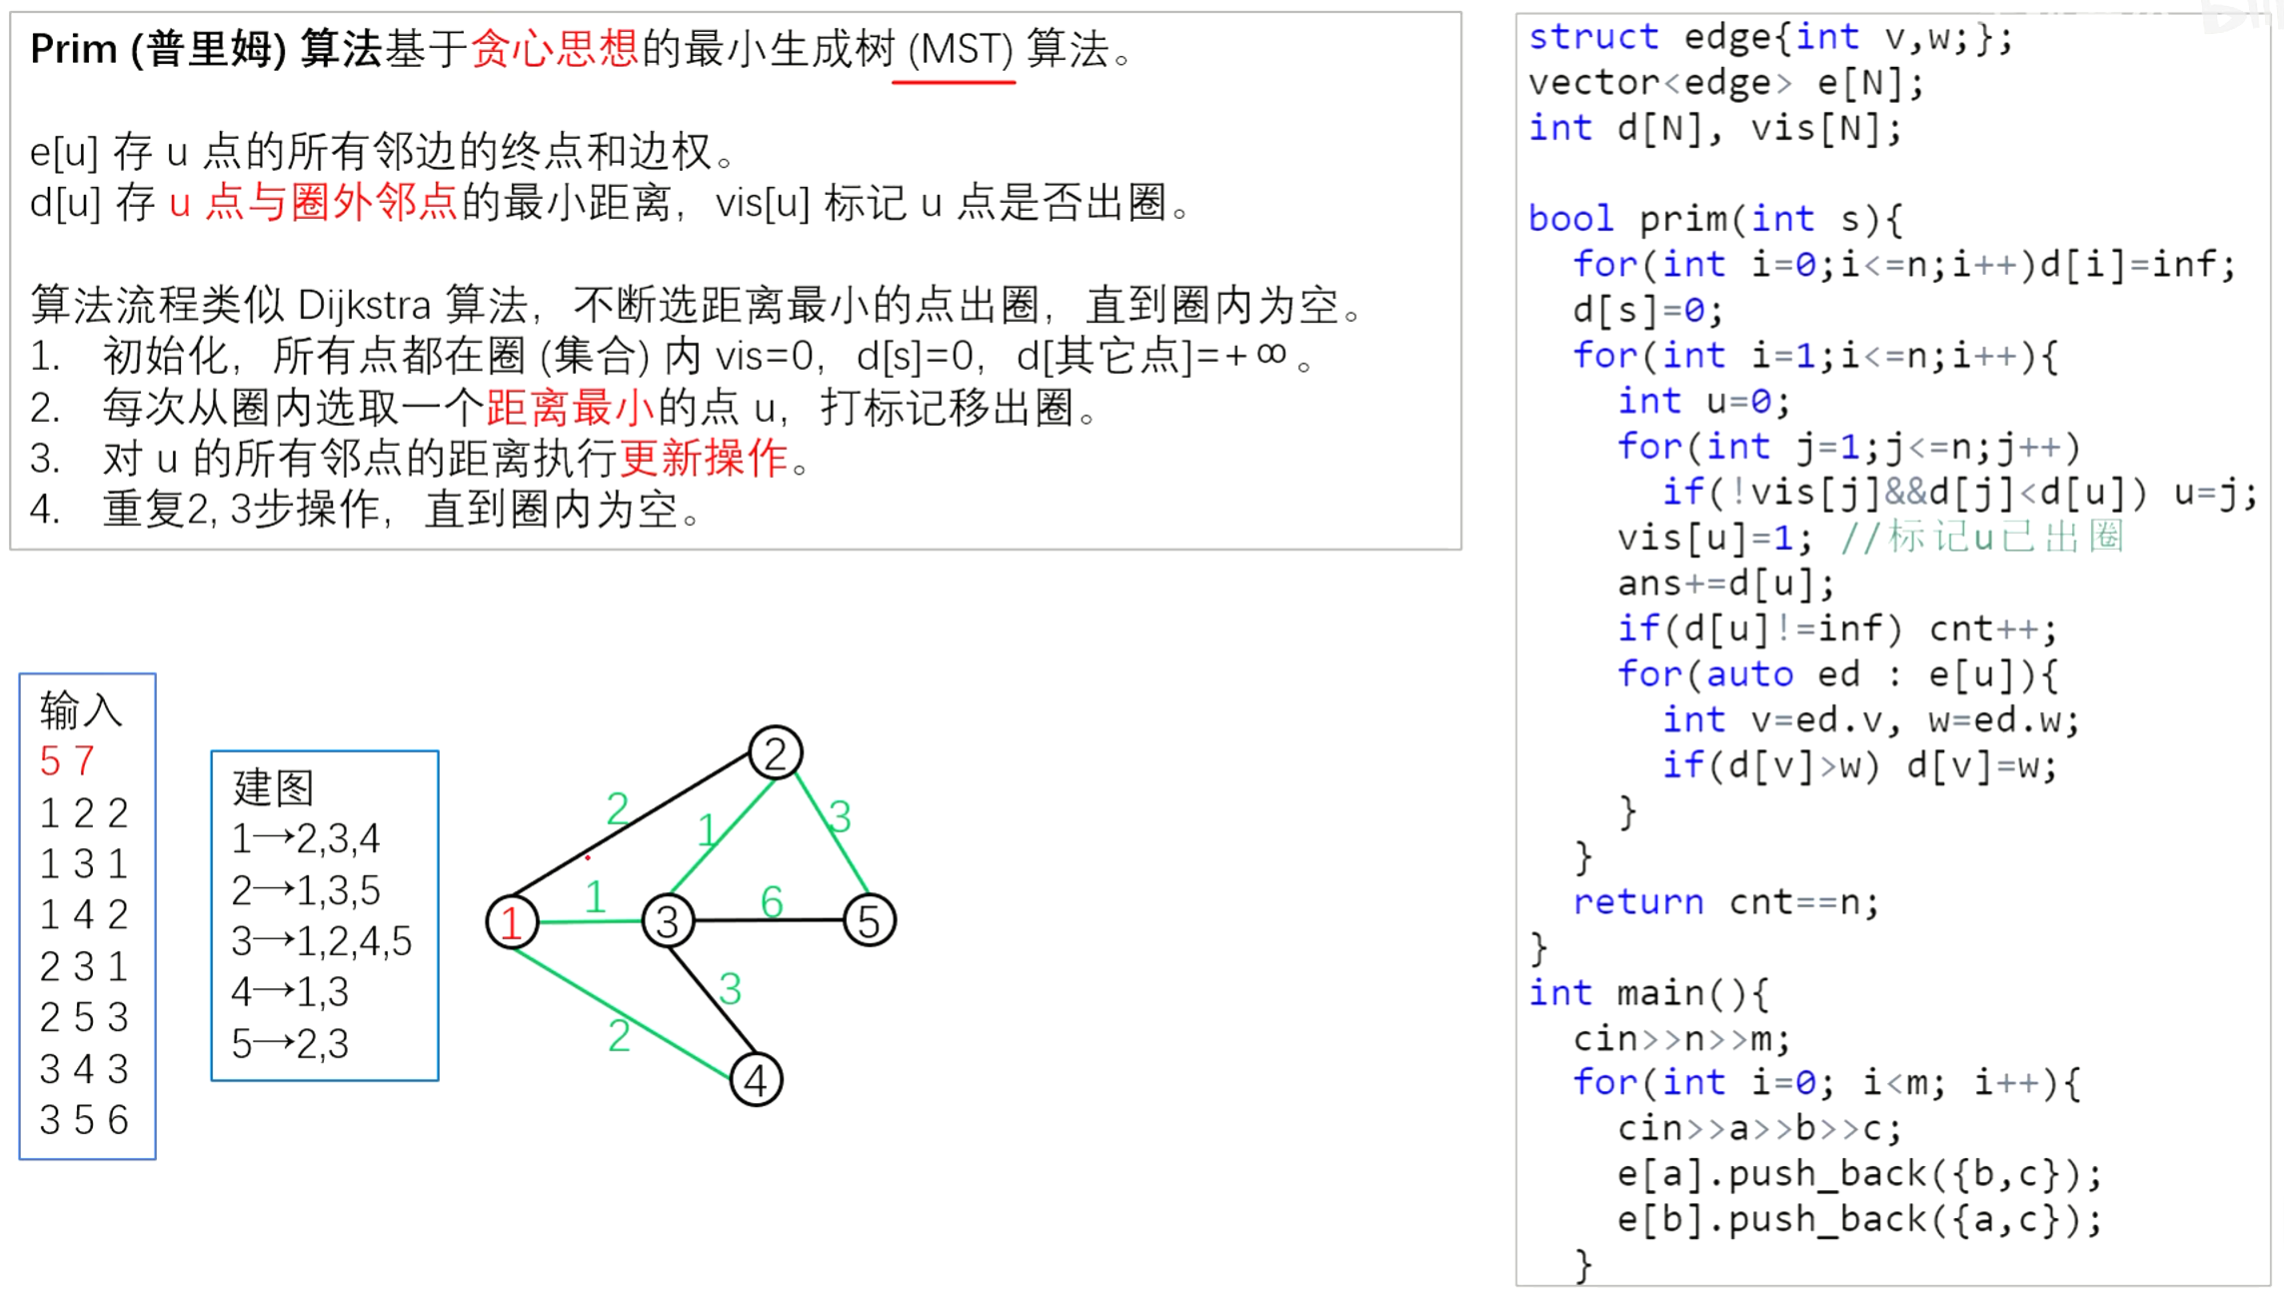 Prim (普里姆) 算法基于贪心思想的最小生成树 (MST) 算法。
e[u] 存 u 点的所有邻边的终点和边权。
d[u] 存 u 点与圈外邻点的最小距离，vis[u] 标记 u 点是否出圈。
算法流程类似 Dijkstra 算法，不断选距离最小的点出圈，直到圈内为空。
1. 初始化，所有点都在圈 (集合) 内 vis=0，d[s]=0，d[其它点]=+∞。
2. 每次从圈内选取一个距离最小的点 u，打标记移出圈。
3. 对 u 的所有邻点的距离执行更新操作。
4. 重复2, 3步操作，直到圈内为空。
输入
5 7
1 2 2
1 3 1
1 4 2
2 3 1
2 5 3
3 4 3
3 5 6
建图
1→2,3,4
2→1,3,5
3→1,2,4,5
4→1,3
5→2,3
2
2
1
3
1
1
3
6
5
3
2
4
struct edge{int v,w;};
vector<edge> e[N];
int d[N], vis[N];
bool prim(int s){
for(int i=0;i<=n;i++)d[i]=inf;
d[s]=0;
for(int i=1;i<=n;i++){
int u=0;
for(int j=1;j<=n;j++)
if(!vis[j]&&d[j]<d[u]) u=j;
vis[u]=1; //标记u已出圈
ans+=d[u];
if(d[u]!=inf) cnt++;
for(auto ed : e[u]){
int v=ed.v, w=ed.w;
if(d[v]>w) d[v]=w;
}
}
return cnt==n;
}
int main(){
cin>>n>>m;
for(int i=0; i<m; i++){
cin>>a>>b>>c;
e[a].push_back({b,c});
e[b].push_back({a,c});
}